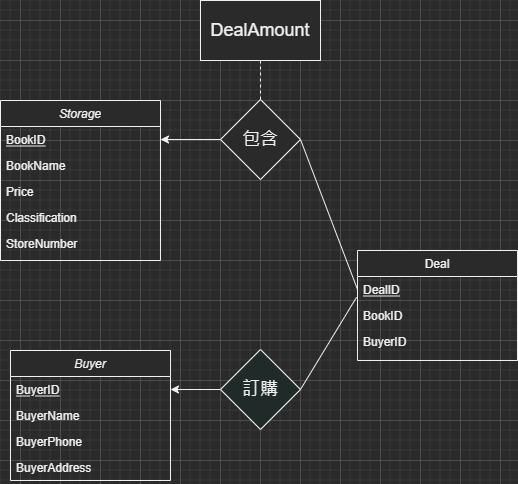 DealAmount
Storage
BookID
BookName
Price
Classification
StoreNumber
包含
Deal
DealID
BookID
BuyerID
Buyer
BuyerID
BuyerName
BuyerPhone
BuyerAddress
訂購